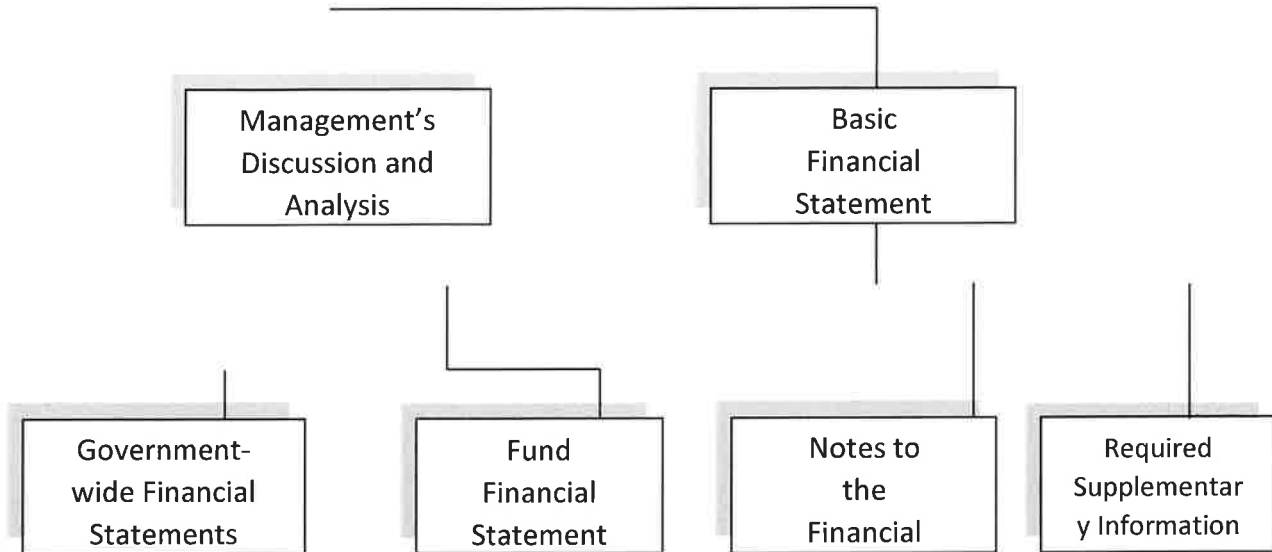 Management's
Discussion and
Analysis
Basic
Financial
Statement
Government-
wide Financial
Statements
Fund
Financial
Statement
Notes to
the
Financial
Required
Supplementar
y Information